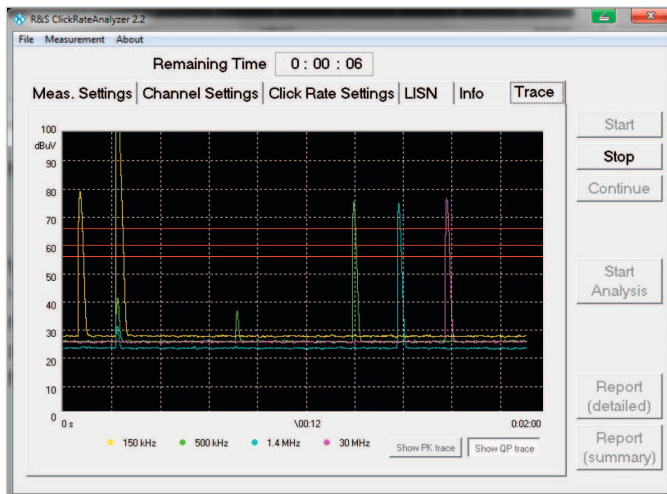 R&S ClickRateAnalyzer 2.2
File Measurement About
Remaining Time 0 : 00 : 06
Meas. Settings Channel Settings Click Rate Settings LISN Info Trace
100
dBuV
90
80
70
60
50
40
30
20
10
0
0 s \00:12 0:02:00
150 kHz 500 kHz 1.4 MHz 30 MHz Show PK trace Show QP trace
Start
Stop
Continue
Start
Analysis
Report
(detailed)
Report
(summary)